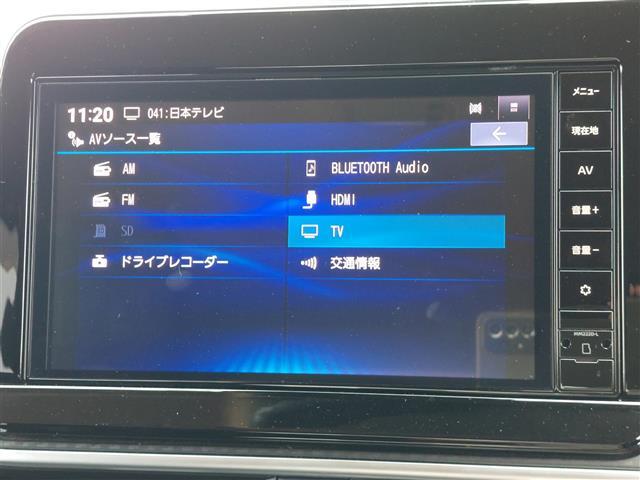 11:20 041:日本テレビ
AVソース一覧
AM
BLUETOOTH Audio
FM
HDMI
SD
TV
ドライブレコーダー
交通情報
メニュー
現在地
AV
音量+
音量-
MM222D-L